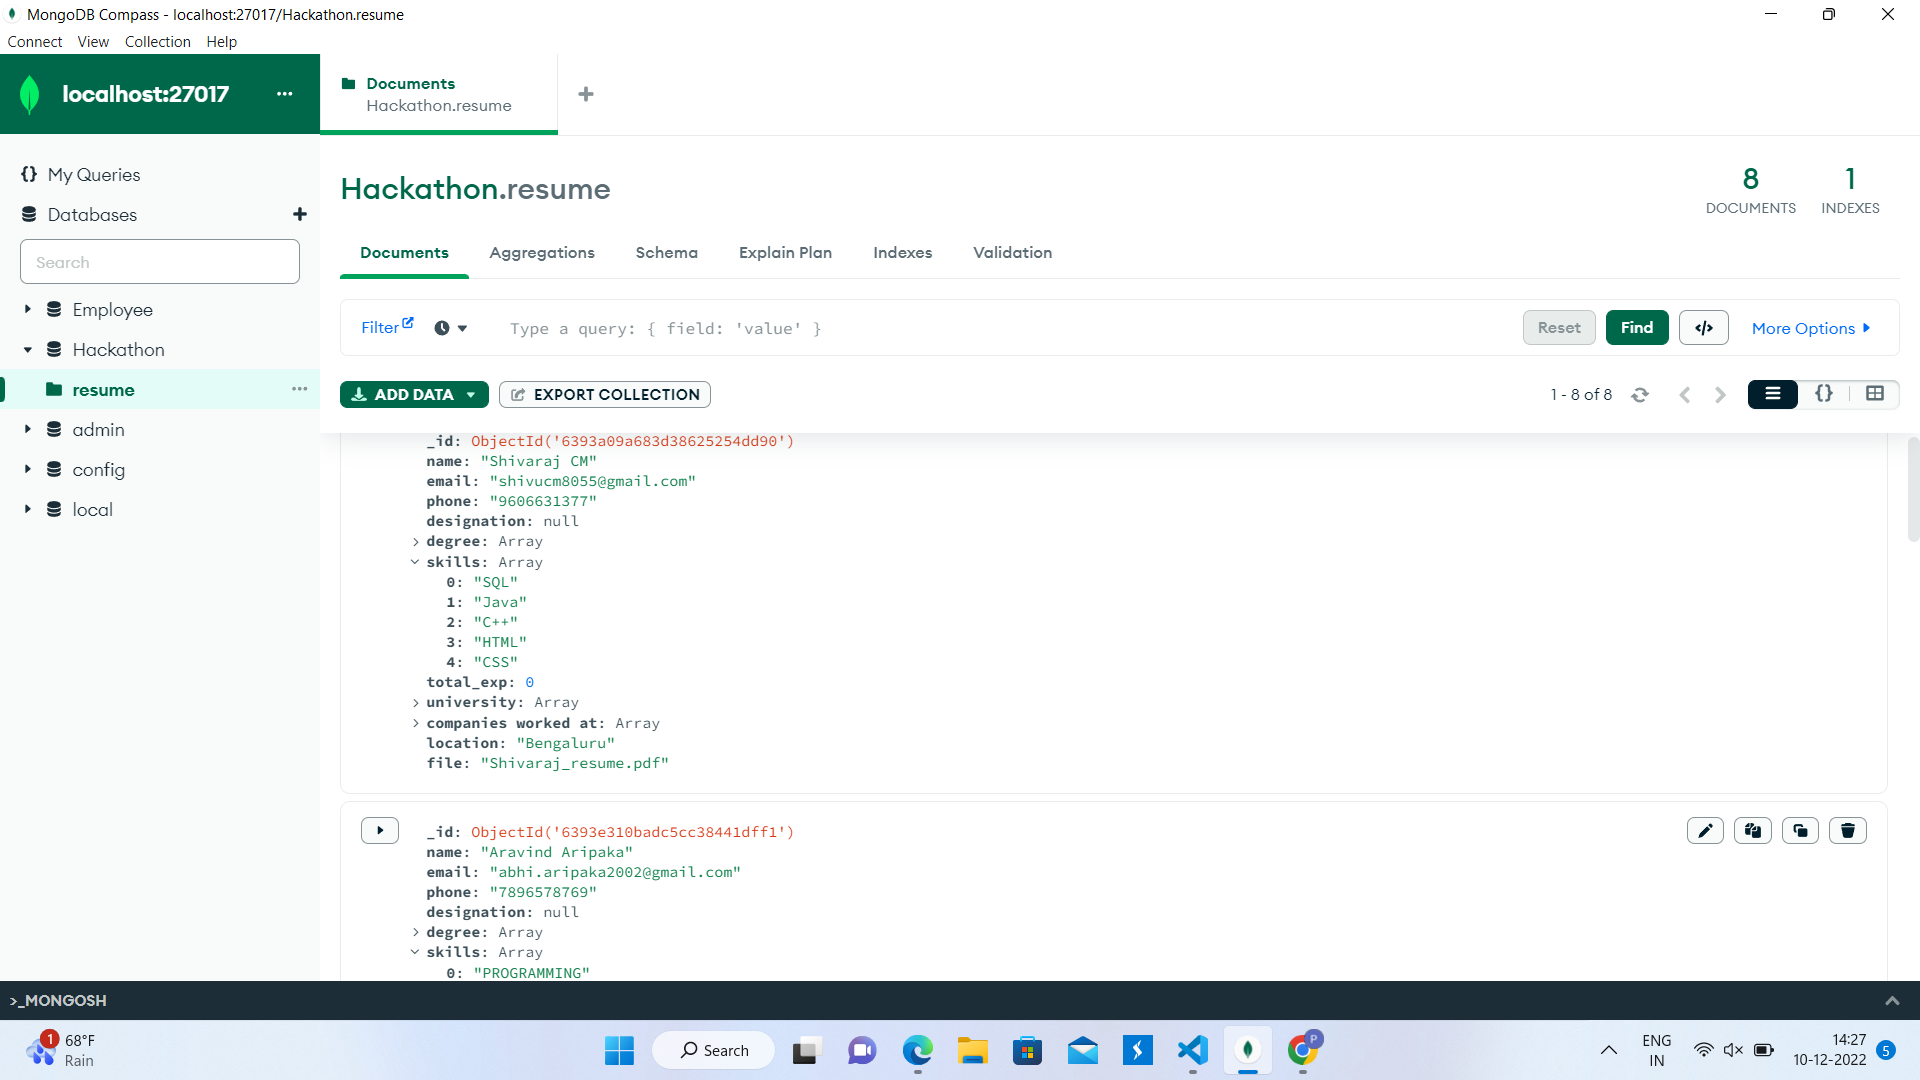 MongoDB Compass - localhost:27017/Hackathon.resume
Connect View Collection Help
localhost:27017 ...
Documents
Hackathon.resume
+
{} My Queries
Databases +
Search
Employee
Hackathon
resume ...
admin
config
local
Hackathon.resume
8
DOCUMENTS
1
INDEXES
Documents Aggregations Schema Explain Plan Indexes Validation
Filter Type a query: { field: 'value' } Reset Find </> More Options
ADD DATA EXPORT COLLECTION 1 - 8 of 8 {}
_id: ObjectId('6393a09a683d38625254dd90')
name: "Shivaraj CM"
email: "shivucm8055@gmail.com"
phone: "9606631377"
designation: null
degree: Array
skills: Array
0: "SQL"
1: "Java"
2: "C++"
3: "HTML"
4: "CSS"
total_exp: 0
university: Array
companies worked at: Array
location: "Bengaluru"
file: "Shivaraj_resume.pdf"
_id: ObjectId('6393e310badc5cc38441dff1')
name: "Aravind Aripaka"
email: "abhi.aripaka2002@gmail.com"
phone: "7896578769"
designation: null
degree: Array
skills: Array
0: "PROGRAMMING"
>_MONGOSH
1 68°F
Rain
Search
P
ENG
IN
14:27
10-12-2022
5